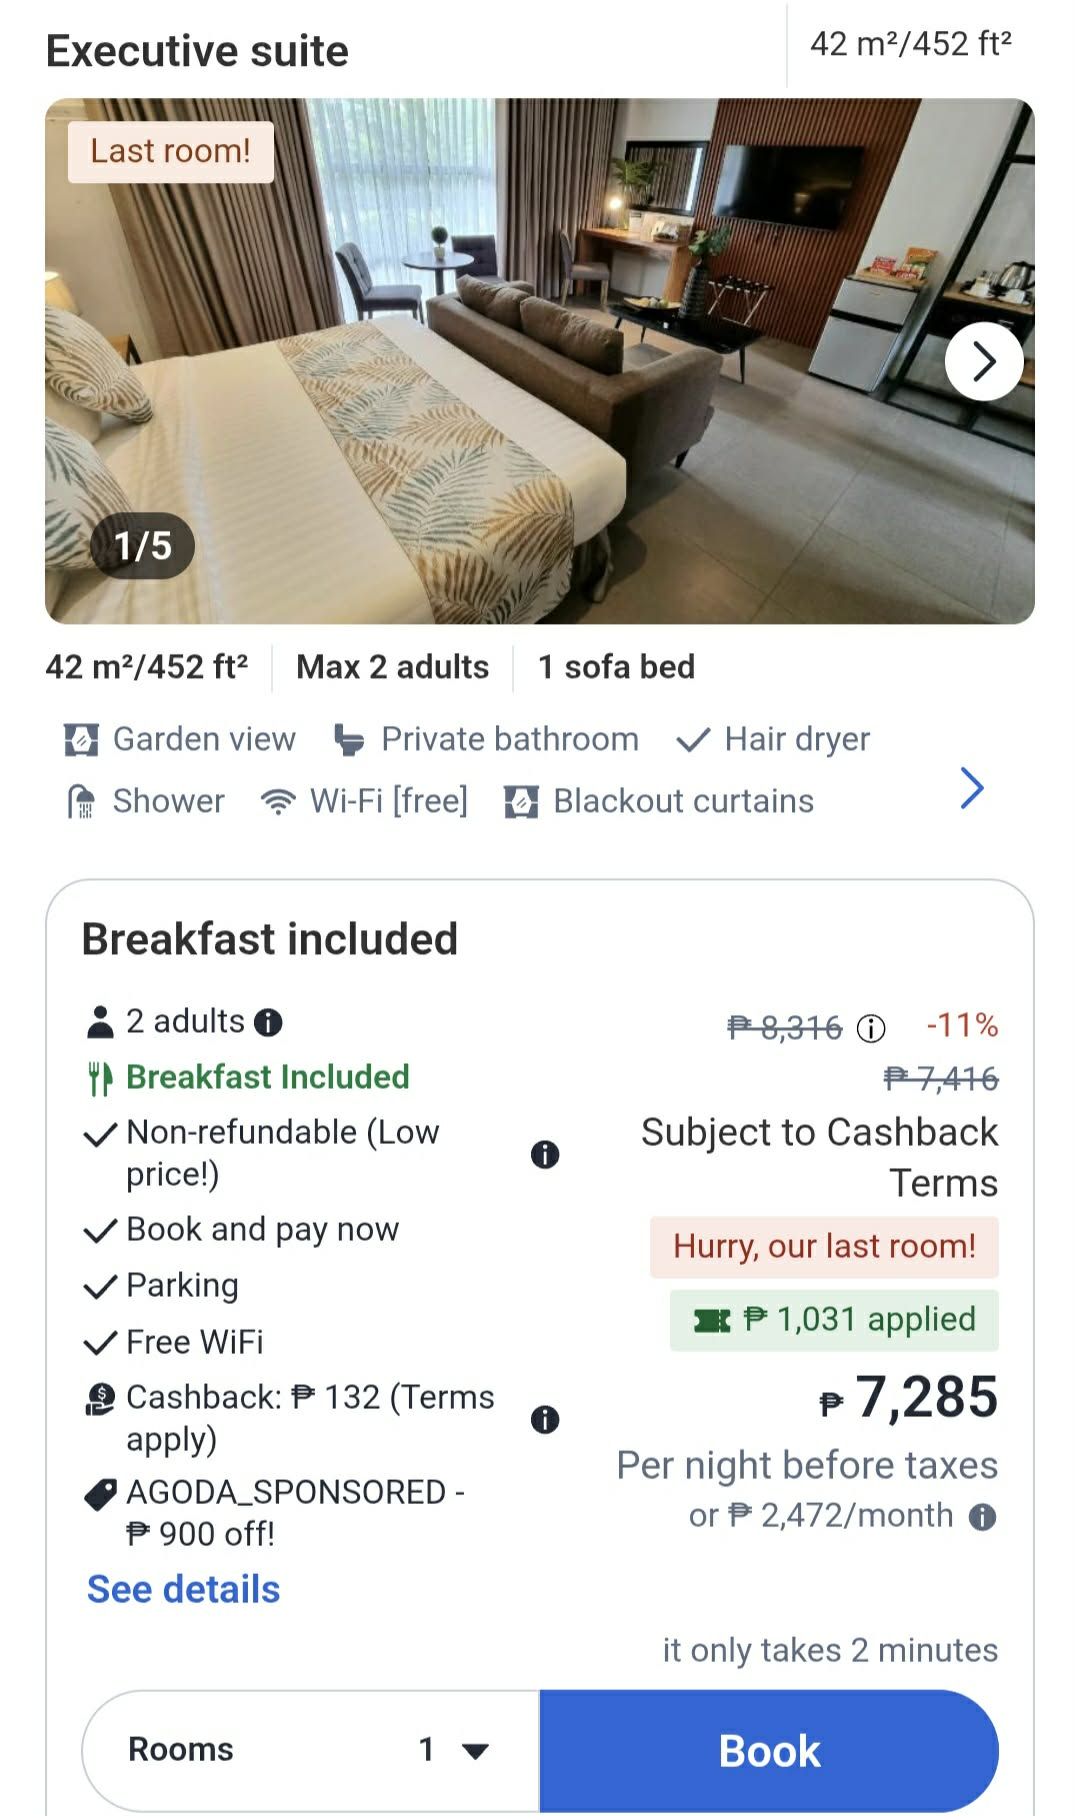 Executive suite
42 m²/452 ft²
Last room!
1/5
42 m²/452 ft²
Max 2 adults
1 sofa bed
Garden view
Private bathroom
Hair dryer
Shower
Wi-Fi [free]
Blackout curtains
Breakfast included
2 adults
Breakfast Included
Non-refundable (Low
price!)
Book and pay now
Parking
Free WiFi
Cashback: ₱ 132 (Terms
apply)
AGODA_SPONSORED -
₱ 900 off!
See details
₱ 8,316
-11%
₱ 7,416
Subject to Cashback
Terms
Hurry, our last room!
₱ 1,031 applied
₱ 7,285
Per night before taxes
or ₱ 2,472/month
it only takes 2 minutes
Rooms
1
Book